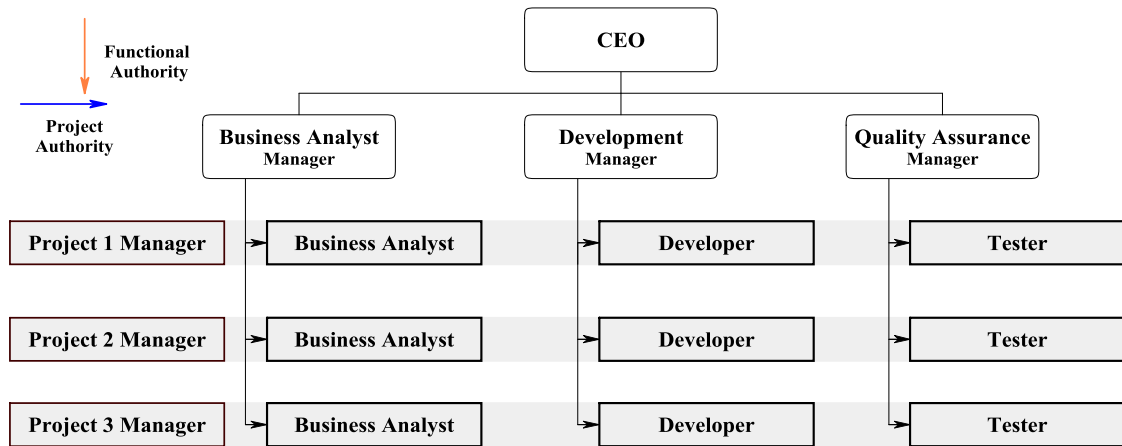 CEO
Functional
Authority
Project
Authority
Business Analyst
Manager
Development
Manager
Quality Assurance
Manager
Project 1 Manager
Business Analyst
Developer
Tester
Project 2 Manager
Business Analyst
Developer
Tester
Project 3 Manager
Business Analyst
Developer
Tester